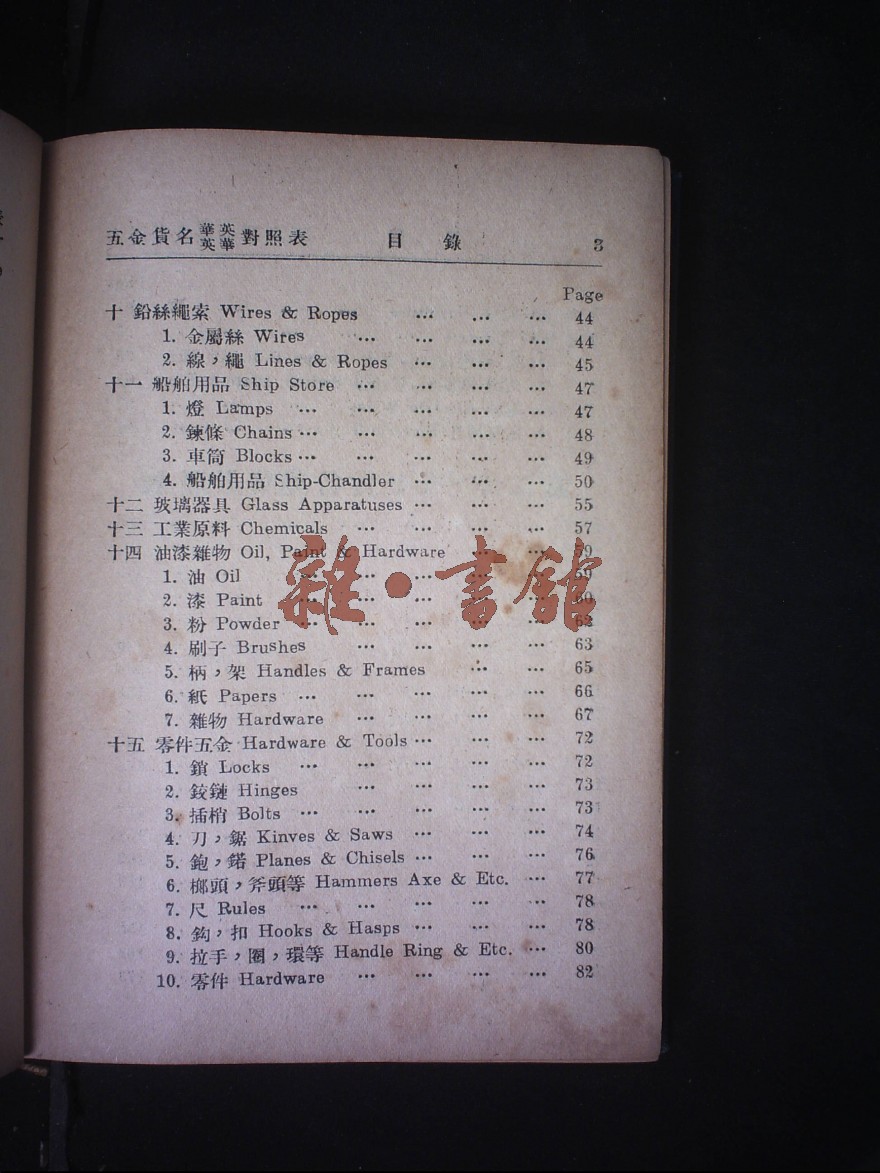 五金貨名 華英 英華 對照表 目錄 3
Page
十 鉛絲繩索 Wires & Ropes ... ... ... 44
1. 金屬絲 Wires ... ... ... ... 44
2. 線,繩 Lines & Ropes ... ... ... 45
十一 船舶用品 Ship Store ... ... ... ... 47
1. 燈 Lamps ... ... ... ... ... 47
2. 鍊條 Chains ... ... ... ... ... 48
3. 車筒 Blocks ... ... ... ... ... 49
4. 船舶用品 Ship-Chandler ... ... ... 50
十二 玻璃器具 Glass Apparatuses ... ... ... 55
十三 工業原料 Chemicals ... ... ... ... 57
十四 油漆雜物 Oil, Paint & Hardware ... ... 79
1. 油 Oil ... ... ... ... ... 59
2. 漆 Paint ... ... ... ... ... 60
3. 粉 Powder ... ... ... ... ... 62
4. 刷子 Brushes ... ... ... ... 63
5. 柄,架 Handles & Frames ... ... 65
6. 紙 Papers ... ... ... ... ... 66
7. 雜物 Hardware ... ... ... ... 67
十五 零件五金 Hardware & Tools ... ... ... 72
1. 鎖 Locks ... ... ... ... ... 72
2. 鉸鏈 Hinges ... ... ... ... 73
3. 插梢 Bolts ... ... ... ... ... 73
4. 刀,鋸 Kinves & Saws ... ... ... 74
5. 鉋,鍩 Planes & Chisels ... ... ... 76
6. 榔頭,斧頭等 Hammers Axe & Etc. ... 77
7. 尺 Rules ... ... ... ... ... 78
8. 鈎,扣 Hooks & Hasps ... ... ... 78
9. 拉手,圈,環等 Handle Ring & Etc. ... 80
10. 零件 Hardware ... ... ... ... 82
雜·書館